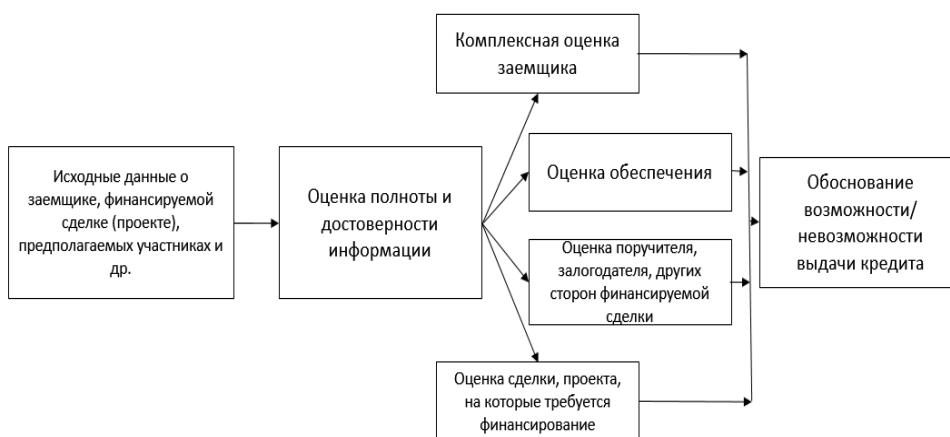 Исходные данные о
заемщике, финансируемой
сделке (проекте),
предполагаемых участниках и
др.
Оценка полноты и
достоверности
информации
Комплексная оценка
заемщика
Оценка обеспечения
Оценка поручителя,
залогодателя, других
сторон финансируемой
сделки
Оценка сделки, проекта,
на которые требуется
финансирование
Обоснование
возможности/
невозможности
выдачи кредита